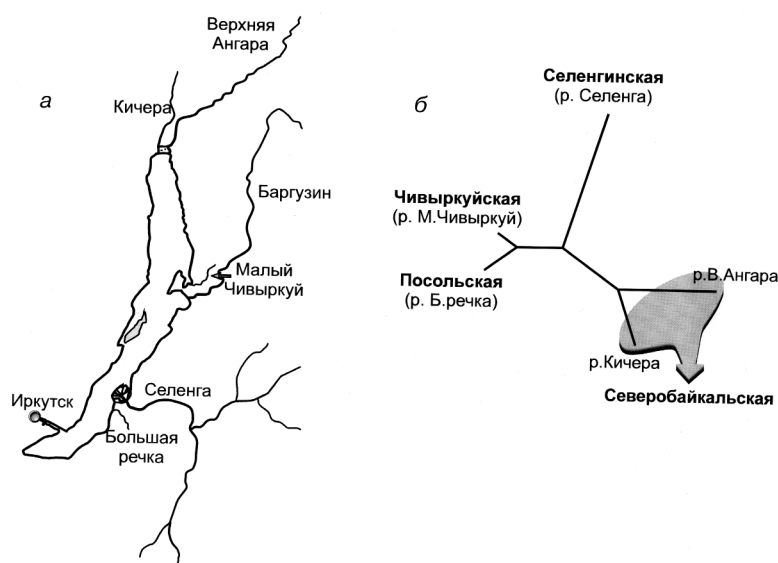 а
Верхняя
Ангара
Кичера
Баргузин
Малый
Чивыркуй
Селенга
Иркутск
Большая
речка
б
Селенгинская
(р. Селенга)
Чивыркуйская
(р. М.Чивыркуй)
Посольская
(р. Б.речка)
р.В.Ангара
р.Кичера
Северобайкальская